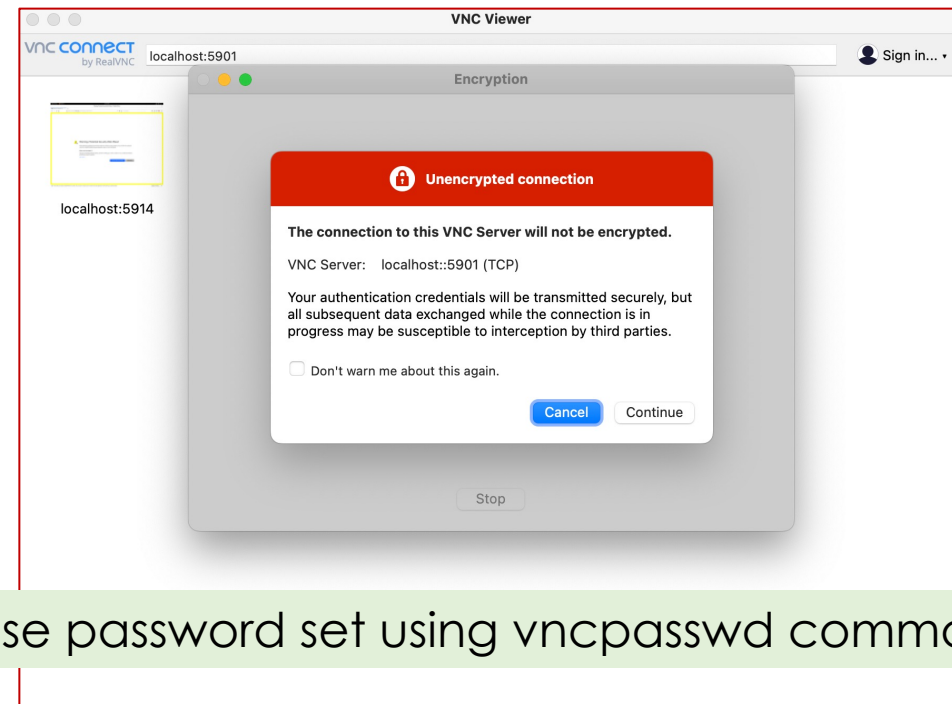 VNC Viewer
vnc connect
by RealVNC
localhost:5901
Sign in...
Encryption
localhost:5914
Unencrypted connection
The connection to this VNC Server will not be encrypted.
VNC Server: localhost::5901 (TCP)
Your authentication credentials will be transmitted securely, but
all subsequent data exchanged while the connection is in
progress may be susceptible to interception by third parties.
Don't warn me about this again.
Cancel Continue
Stop
se password set using vncpasswd comm